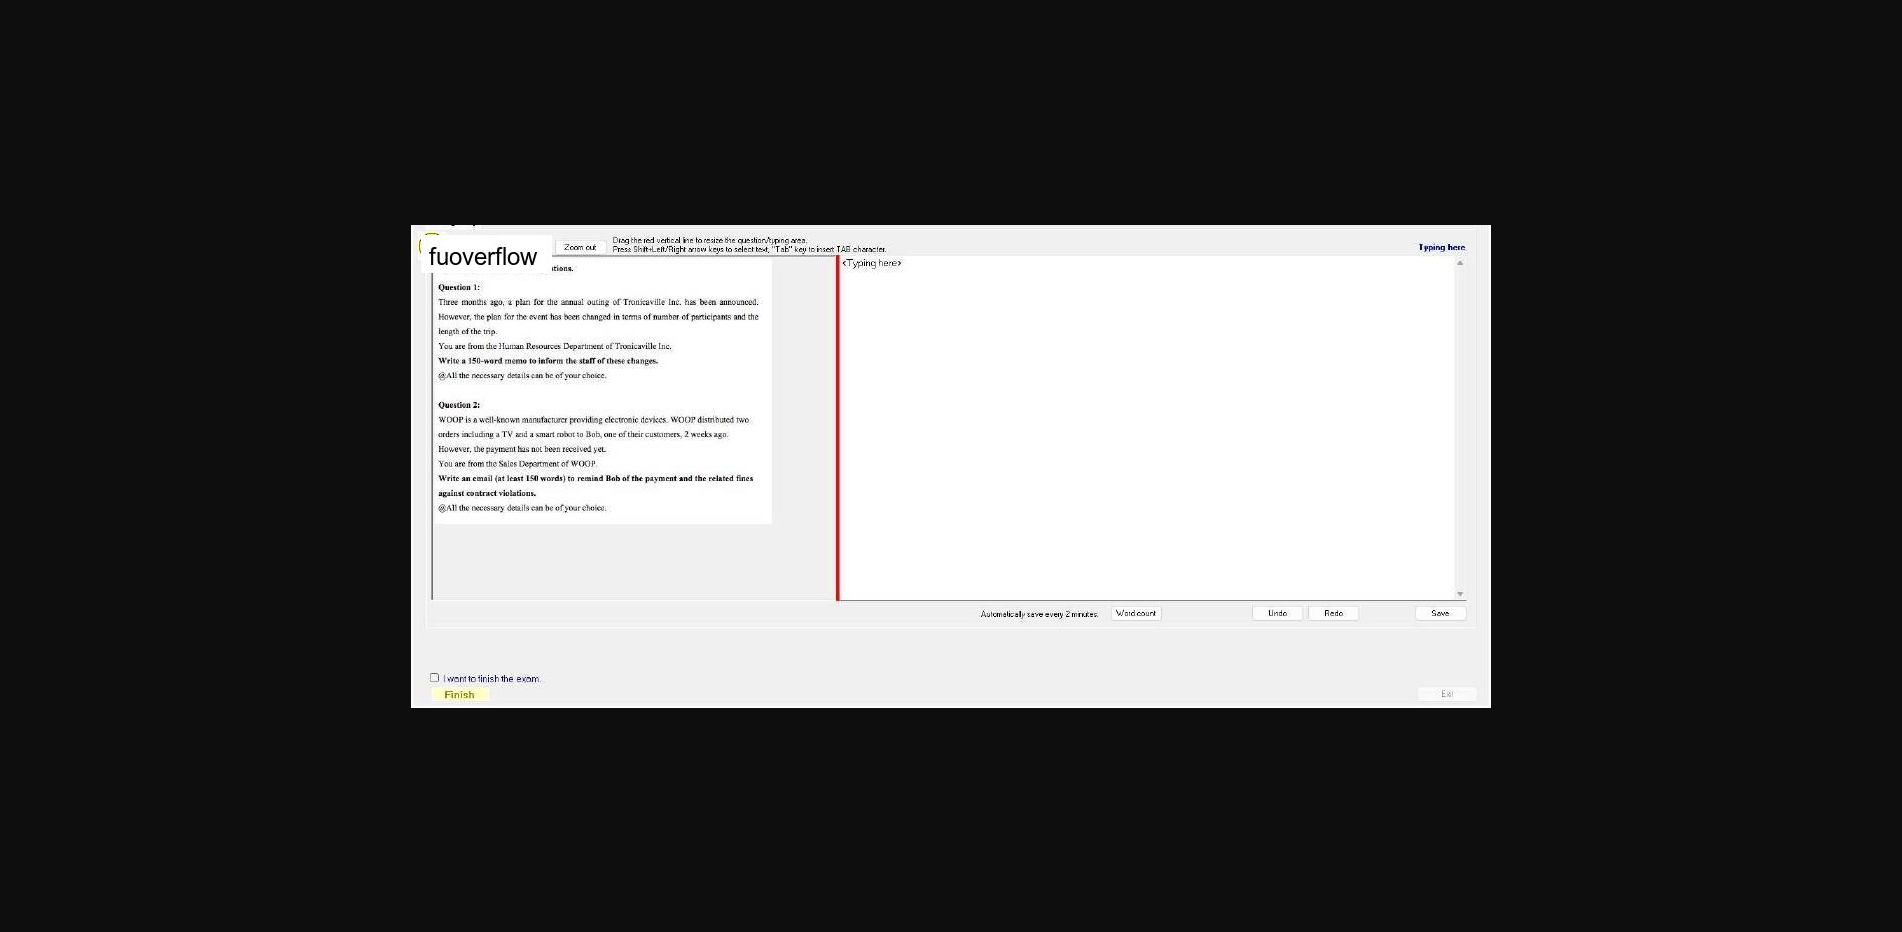 fuoverflow
Zoom out
Drag the red vertical line to resize the question/typing area.
Press Shift+Left/Right arrow keys to select text, "Tab" key to insert TAB character.
Typing here
tions.
<Typing here>
Question 1:
Three months ago, a plan for the annual outing of Tronicaville Inc. has been announced.
However, the plan for the event has been changed in terms of number of participants and the
length of the trip.
You are from the Human Resources Department of Tronicaville Inc.
Write a 150-word memo to inform the staff of these changes.
@All the necessary details can be of your choice.
Question 2:
WOOP is a well-known manufacturer providing electronic devices. WOOP distributed two
orders including a TV and a smart robot to Bob, one of their customers, 2 weeks ago.
However, the payment has not been received yet.
You are from the Sales Department of WOOP.
Write an email (at least 150 words) to remind Bob of the payment and the related fines
against contract violations.
@All the necessary details can be of your choice.
Automatically save every 2 minutes.
Word count
Undo
Redo
Save
I want to finish the exam.
Finish
Exit